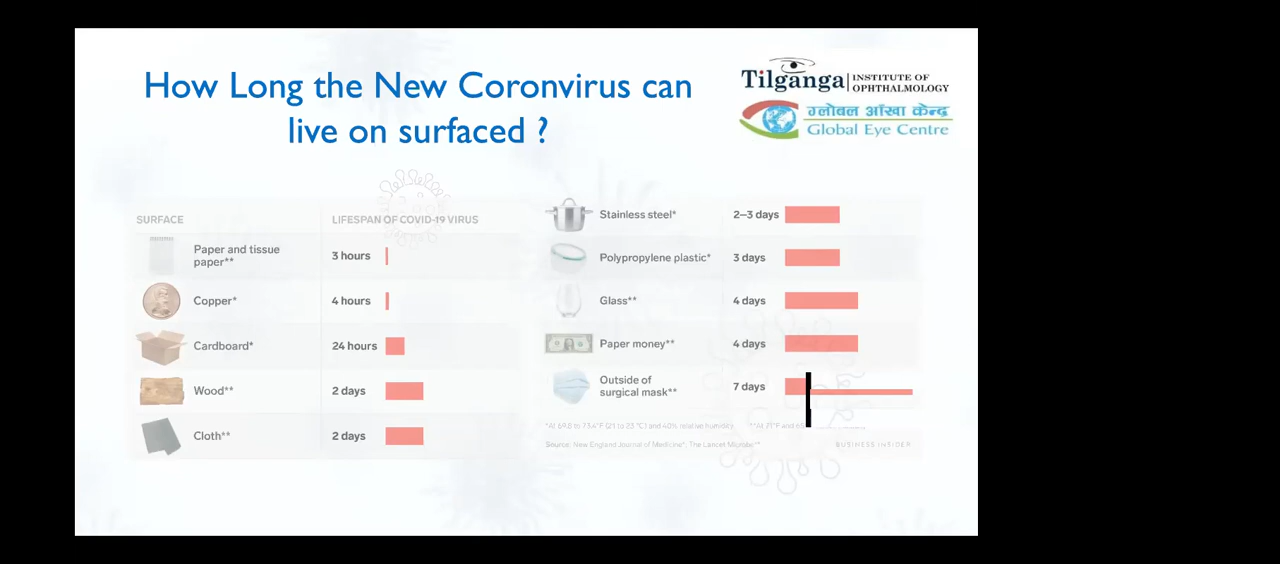 How Long the New Coronvirus can
live on surfaced ?
Tilganga
INSTITUTE OF
OPHTHALMOLOGY
ग्लोबल आँखा केन्द्र
Global Eye Centre
SURFACE LIFESPAN OF COVID-19 VIRUS
Paper and tissue
paper** 3 hours
Copper* 4 hours
Cardboard* 24 hours
Wood** 2 days
Cloth** 2 days
Stainless steel* 2–3 days
Polypropylene plastic* 3 days
Glass** 4 days
Paper money** 4 days
Outside of
surgical mask** 7 days
*At 69.8 to 73.4°F (21 to 23 °C) and 40% relative humidity **At 71°F and
Source: New England Journal of Medicine*, The Lancet Microbe** BUSINESS INSIDER